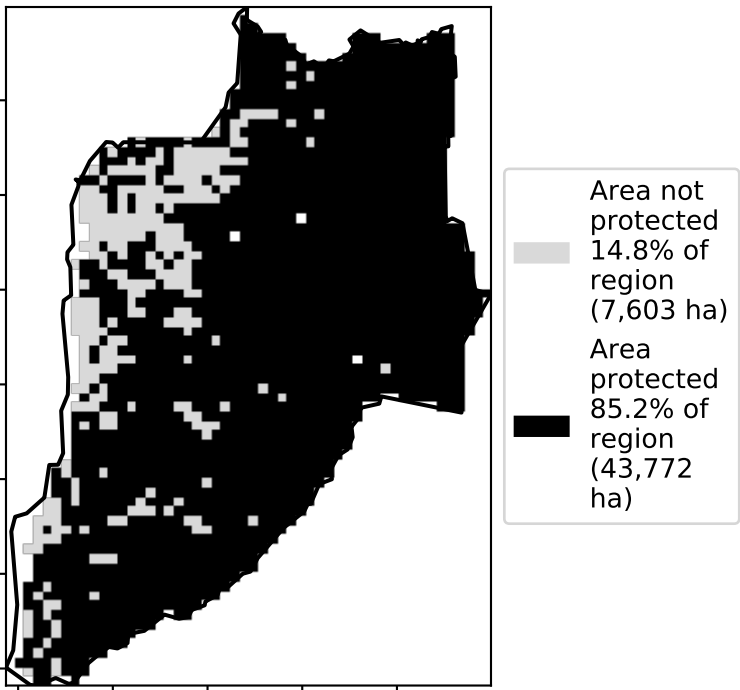 Area not
protected
14.8% of
region
(7,603 ha)
Area
protected
85.2% of
region
(43,772
ha)